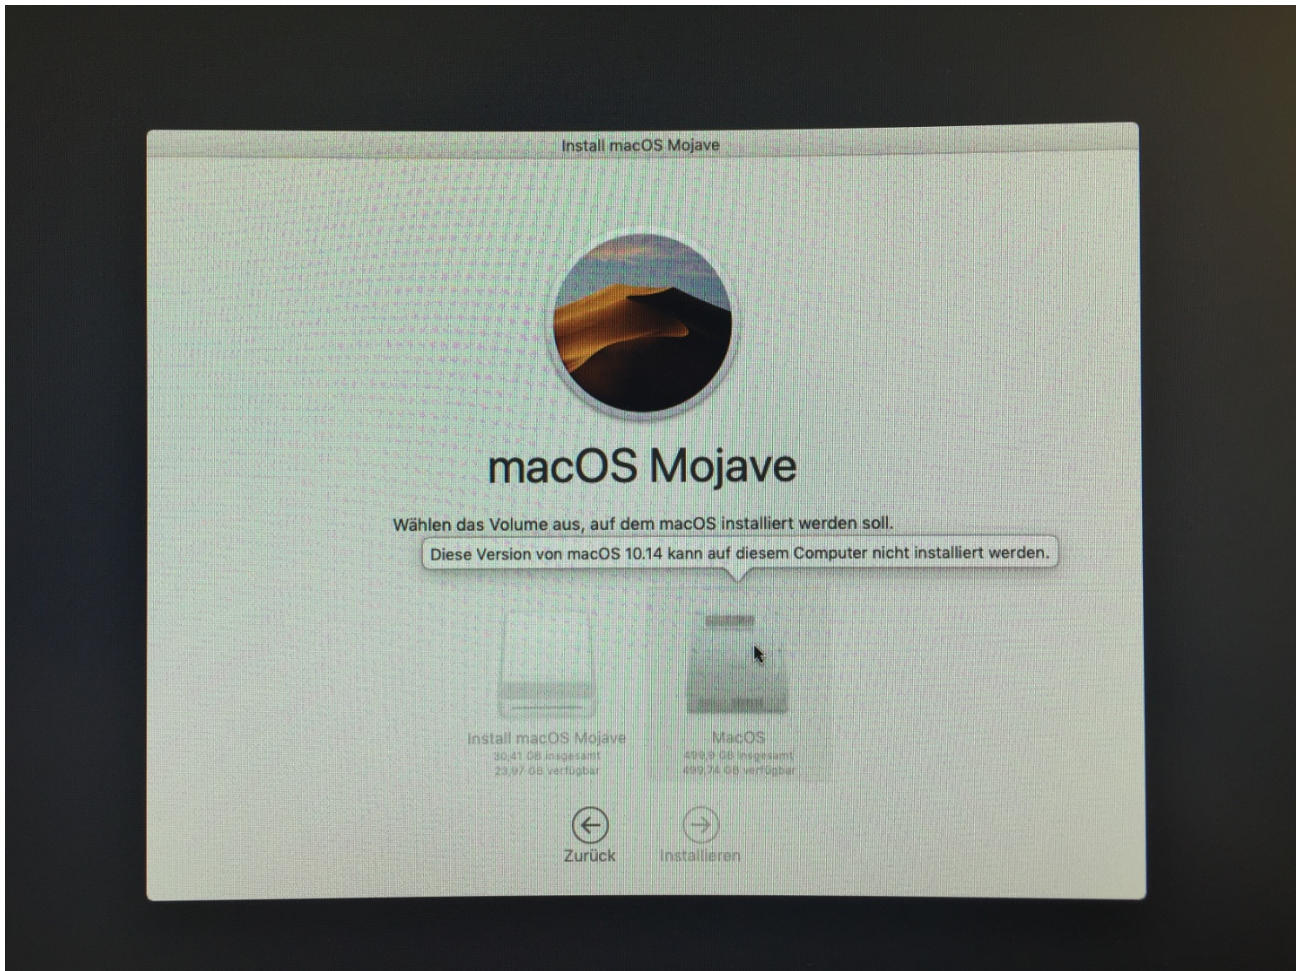 Install macOS Mojave
macOS Mojave
Wählen das Volume aus, auf dem macOS installiert werden soll.
Diese Version von macOS 10.14 kann auf diesem Computer nicht installiert werden.
Install macOS Mojave
30,41 GB insgesamt
23,97 GB verfügbar
MacOS
499,9 GB insgesamt
499,74 GB verfügbar
Zurück
Installieren